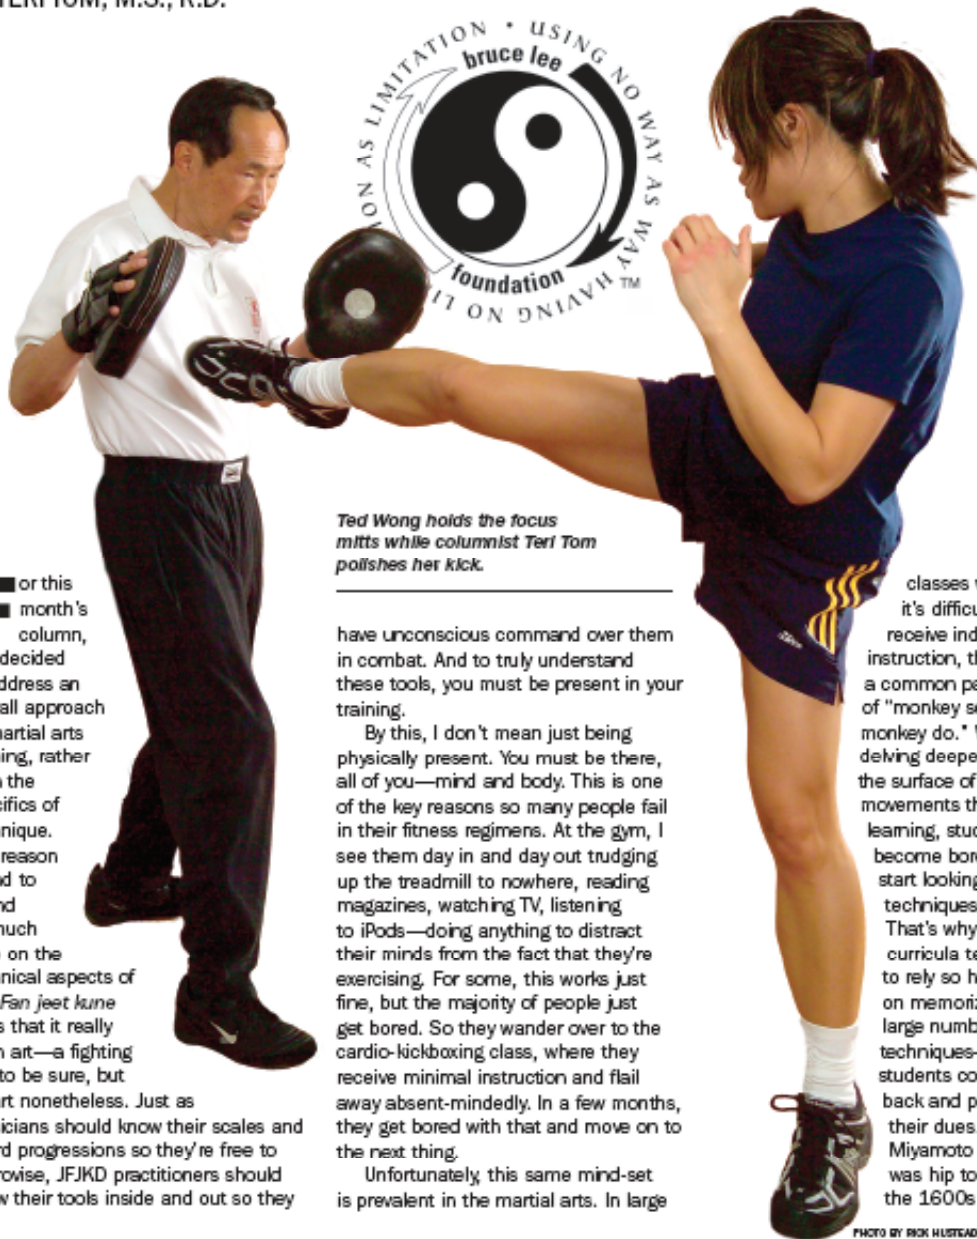 TERI TOM, M.S., R.D.
USING NO WAY AS WAY • HAVING NO LI ION AS LIMITATION •
bruce lee
foundation
TM
Ted Wong holds the focus
mitts while columnist Teri Tom
polishes her kick.
or this
month's
column,
decided
ddress an
all approach
artial arts
ing, rather
the
cifics of
nique.
reason
d to
nd
uch
on the
nical aspects of
Fan jeet kune
s that it really
n art—a fighting
to be sure, but
rt nonetheless. Just as
icians should know their scales and
rd progressions so they're free to
rovise, JFJKD practitioners should
w their tools inside and out so they
have unconscious command over them
in combat. And to truly understand
these tools, you must be present in your
training.
By this, I don't mean just being
physically present. You must be there,
all of you—mind and body. This is one
of the key reasons so many people fail
in their fitness regimens. At the gym, I
see them day in and day out trudging
up the treadmill to nowhere, reading
magazines, watching TV, listening
to iPods—doing anything to distract
their minds from the fact that they're
exercising. For some, this works just
fine, but the majority of people just
get bored. So they wander over to the
cardio-kickboxing class, where they
receive minimal instruction and flail
away absent-mindedly. In a few months,
they get bored with that and move on to
the next thing.
Unfortunately, this same mind-set
is prevalent in the martial arts. In large
classes
it's difficu
receive ind
instruction, th
a common pa
of "monkey se
monkey do."
delving deepe
the surface of
movements th
learning, stud
become bore
start looking
techniques
That's why
curricula te
to rely so h
on memoriz
large numb
techniques—
students co
back and p
their dues.
Miyamoto
was hip to
the 1600s
PHOTO BY RICK HUSTEAD